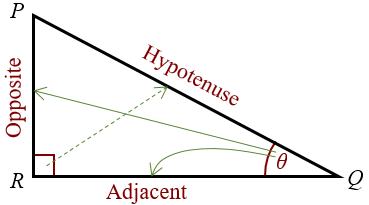 P
Hypotenuse
Opposite
θ
R
Q
Adjacent